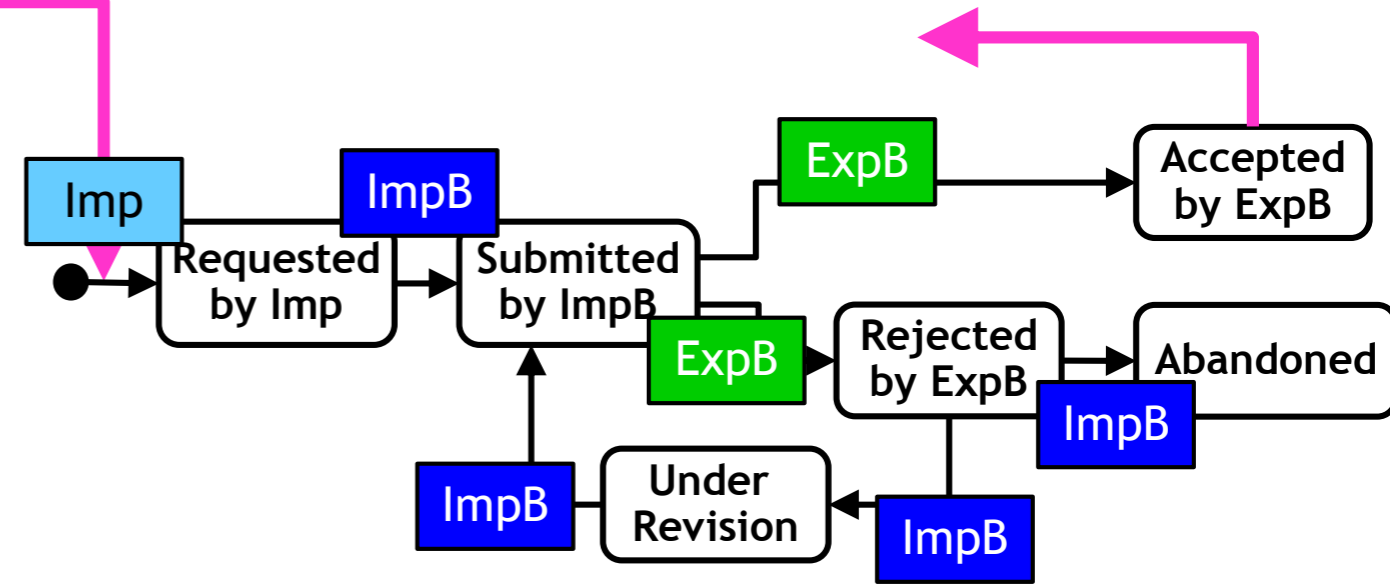 Imp
ImpB
ExpB
Accepted
by ExpB
Requested
by Imp
Submitted
by ImpB
ExpB
Rejected
by ExpB
Abandoned
ImpB
ImpB
Under
Revision
ImpB